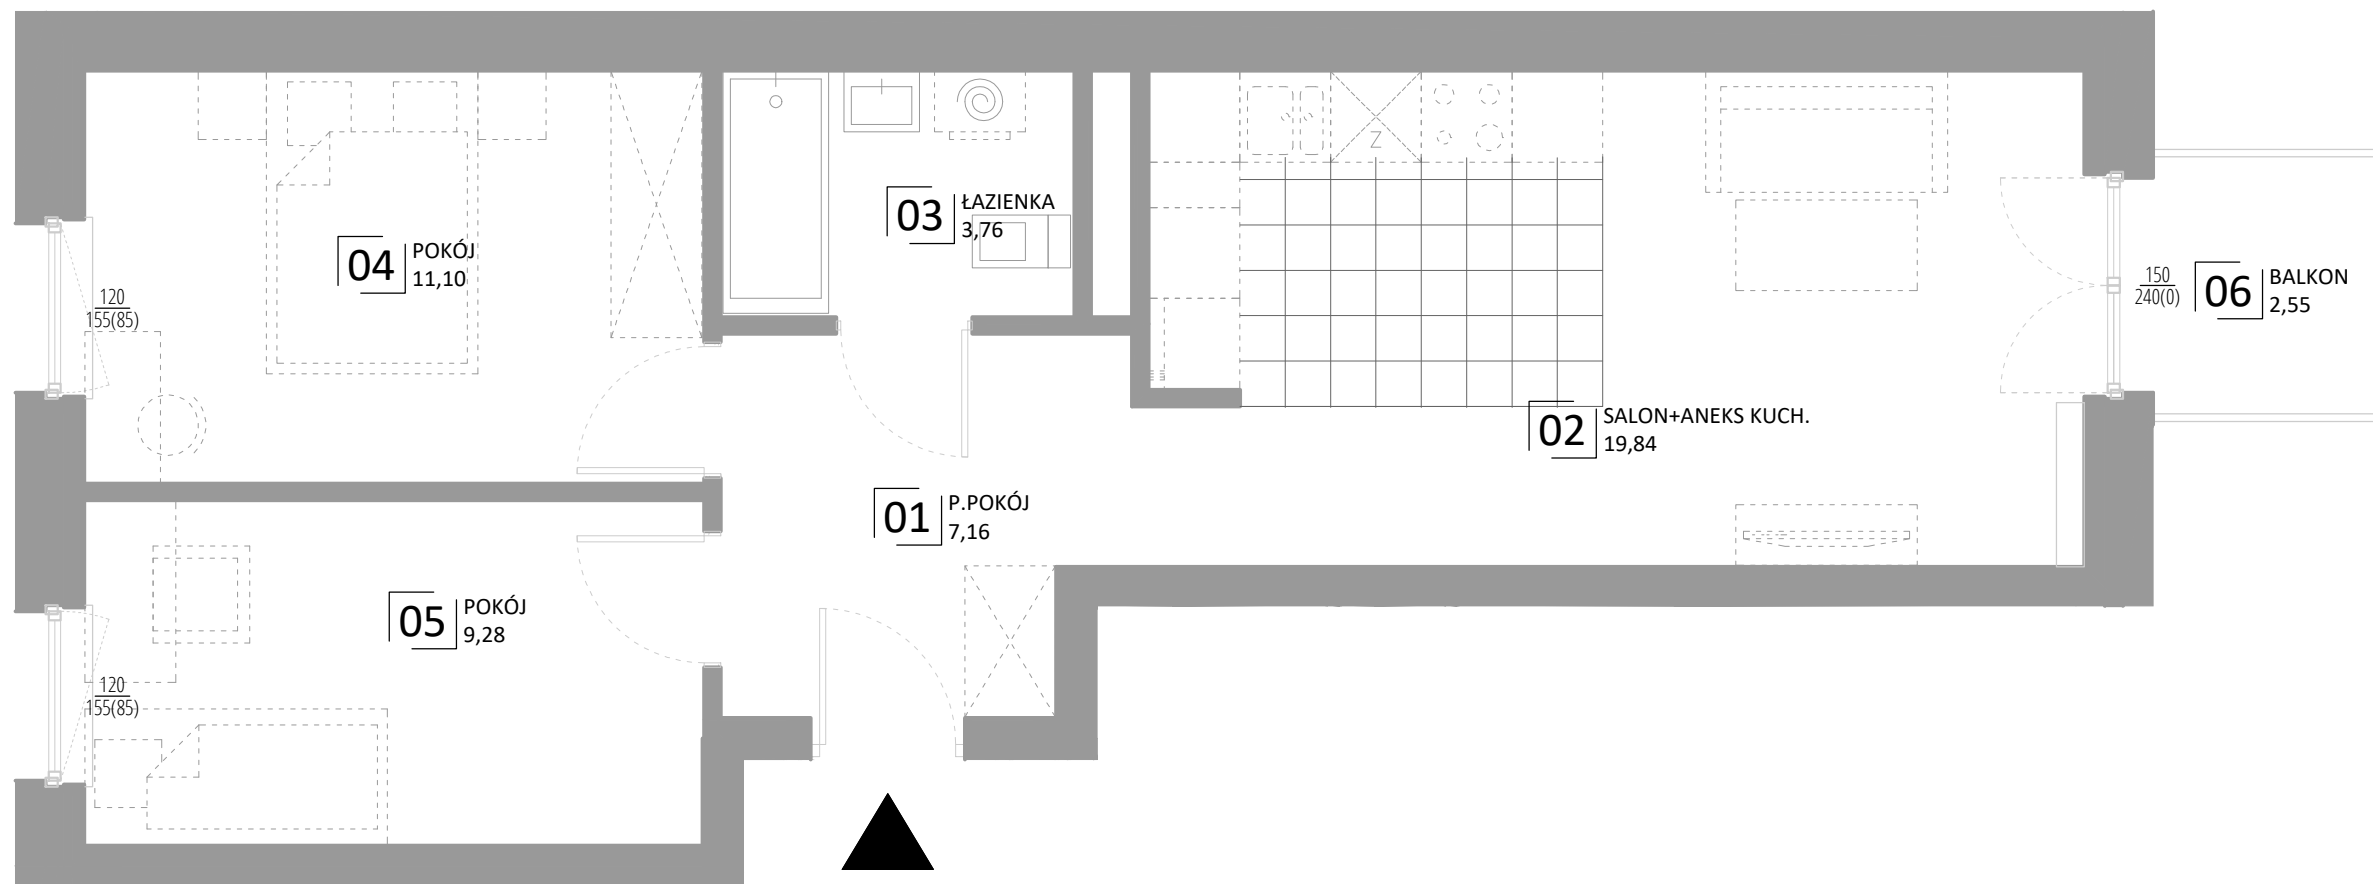 04
POKÓJ
11,10
120
155(85)
03
ŁAZIENKA
3,76
Z
02
SALON+ANEKS KUCH.
19,84
150
240(0)
06
BALKON
2,55
01
P.POKÓJ
7,16
05
POKÓJ
9,28
120
155(85)